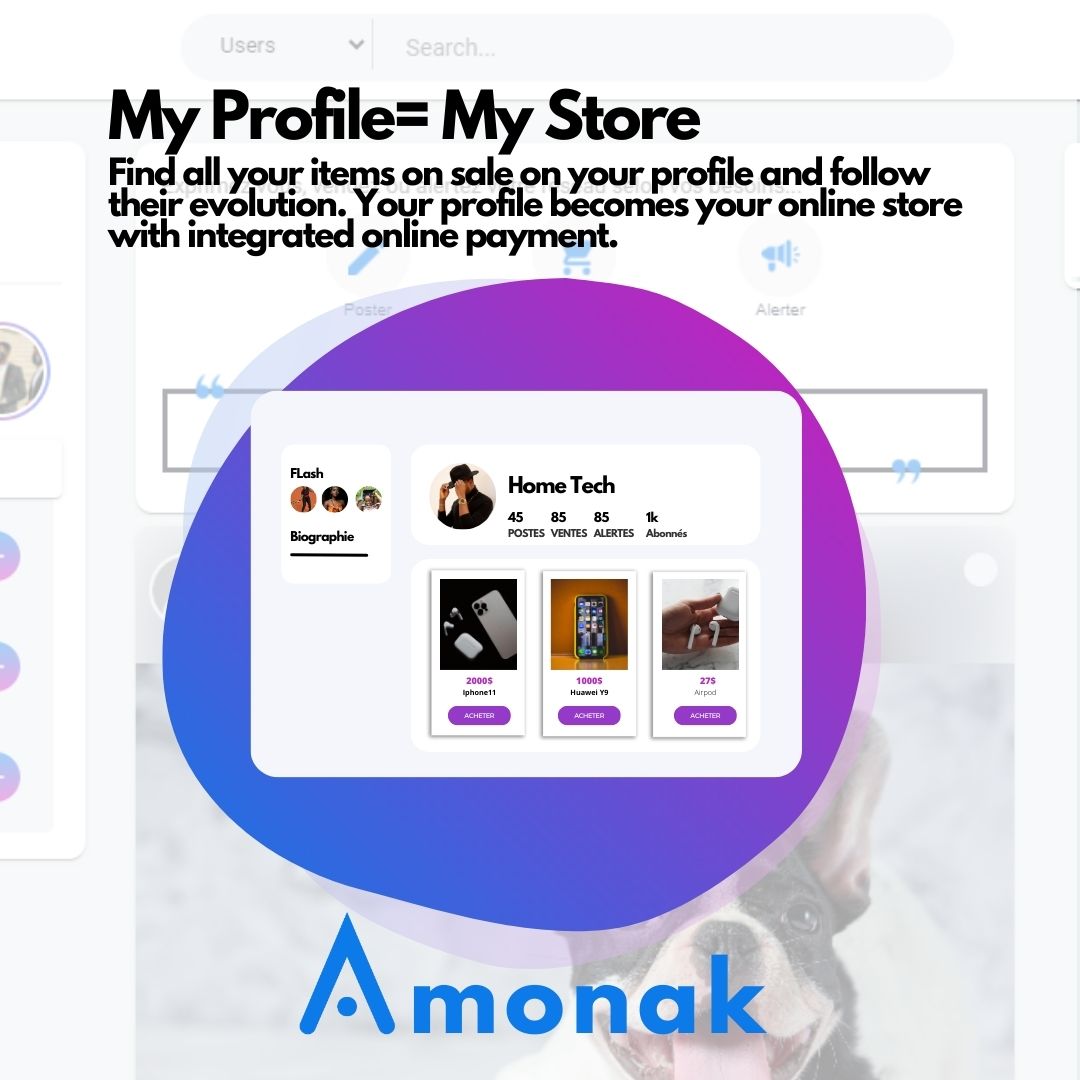 Users
Search...
My Profile= My Store
Find all your items on sale on your profile and follow
their evolution. Your profile becomes your online store
with integrated online payment.
Poster
Alerter
“
”
FLash
Biographie
Home Tech
45 85 85 1k
POSTES VENTES ALERTES Abonnés
2000$
Iphone11
ACHETER
1000$
Huawei Y9
ACHETER
27$
Airpod
ACHETER
Amonak